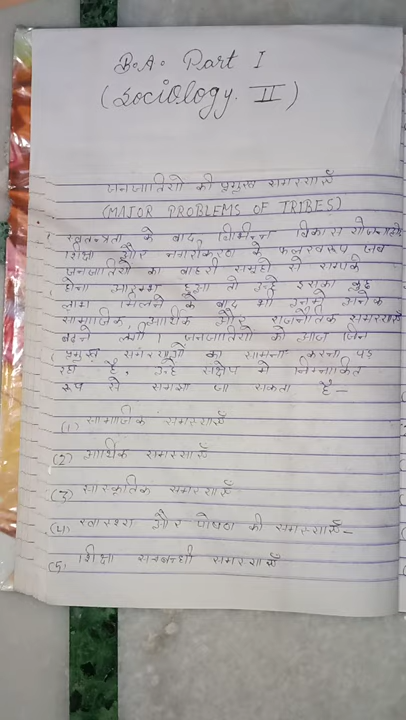 B.A. Part I
(Sociology. II)
जनजातियों की प्रमुख समस्याएँ
(MAJOR PROBLEMS OF TRIBES)
स्वतन्त्रता के बाद विभिन्न विकास योजनाओं
शिक्षा और नगरीकरण के फलस्वरूप जब
जनजातियों का बाहरी समूहों से सम्पर्क
होना आरम्भ हुआ तो उन्हें इसका कुछ
लाभ मिलने के बाद भी उनमें अनेक
सामाजिक, आर्थिक और राजनैतिक समस्याएँ
बढ़ने लगी। जनजातियों को आज जिन
प्रमुख समस्याओं का सामना करना पड़
रहा है, उन्हें संक्षेप में निम्नांकित
रूप से समझा जा सकता है-
(1) सामाजिक समस्याएँ
(2) आर्थिक समस्याएँ
(3) सांस्कृतिक समस्याएँ
(4) स्वास्थ्य और पोषण की समस्याएँ-
(5) शिक्षा सम्बन्धी समस्याएँ